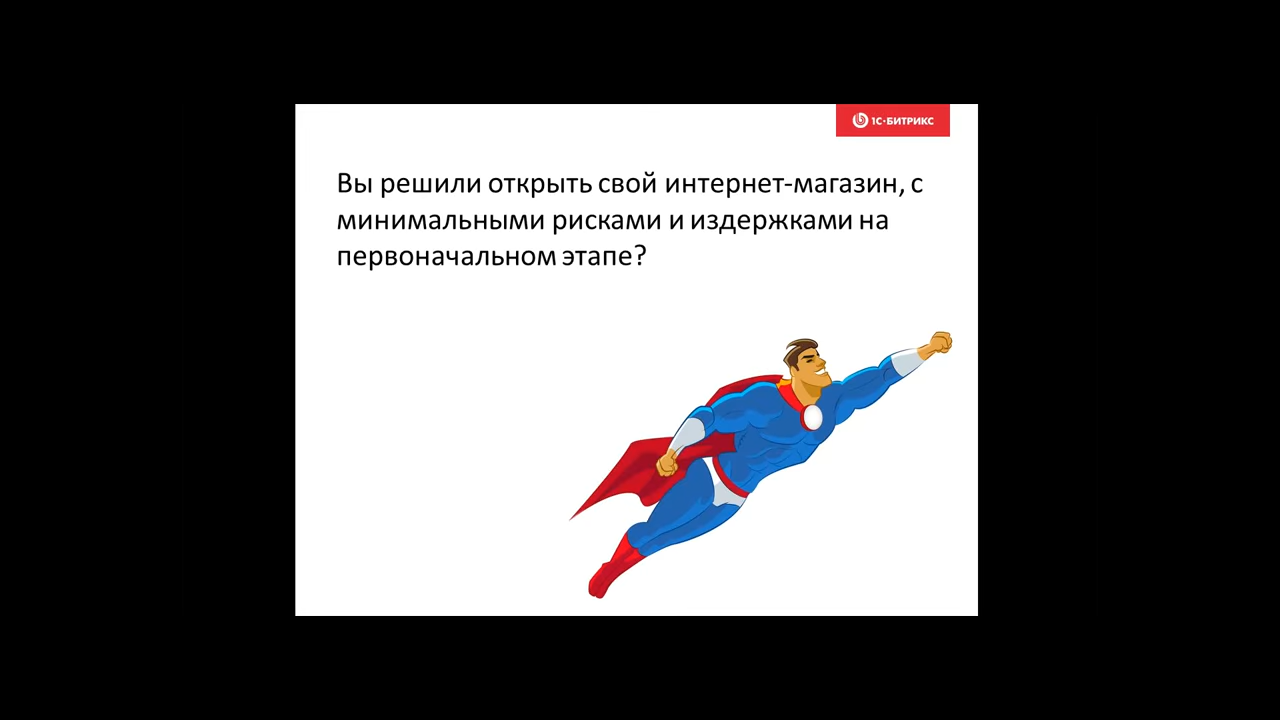 1С-БИТРИКС
Вы решили открыть свой интернет-магазин, с
минимальными рисками и издержками на
первоначальном этапе?